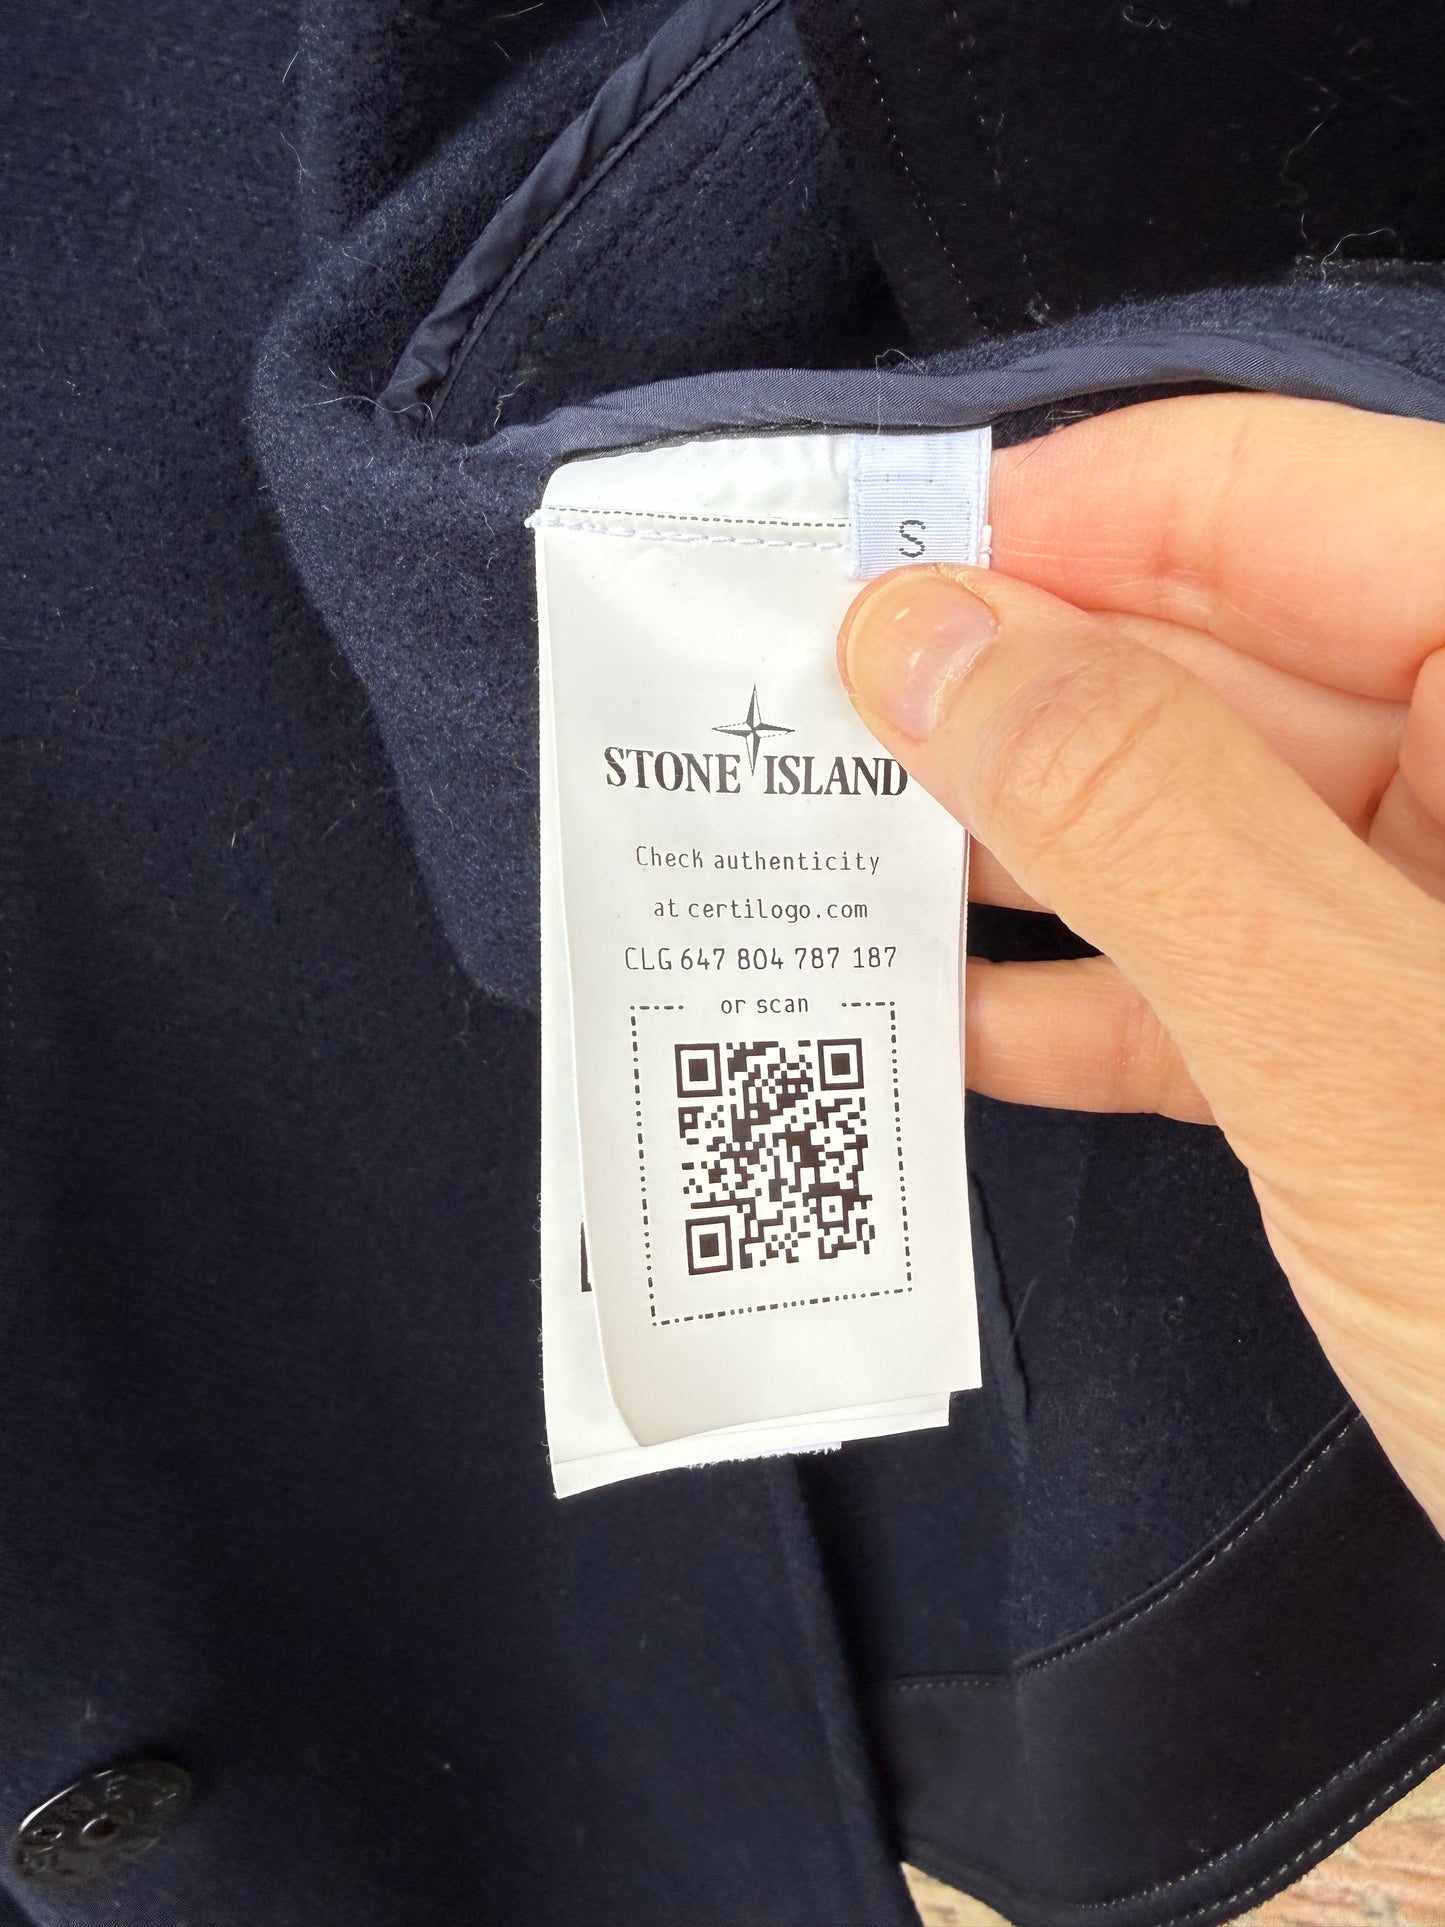 S
STONE ISLAND
Check authenticity
at certilogo.com
CLG 647 804 787 187
or scan